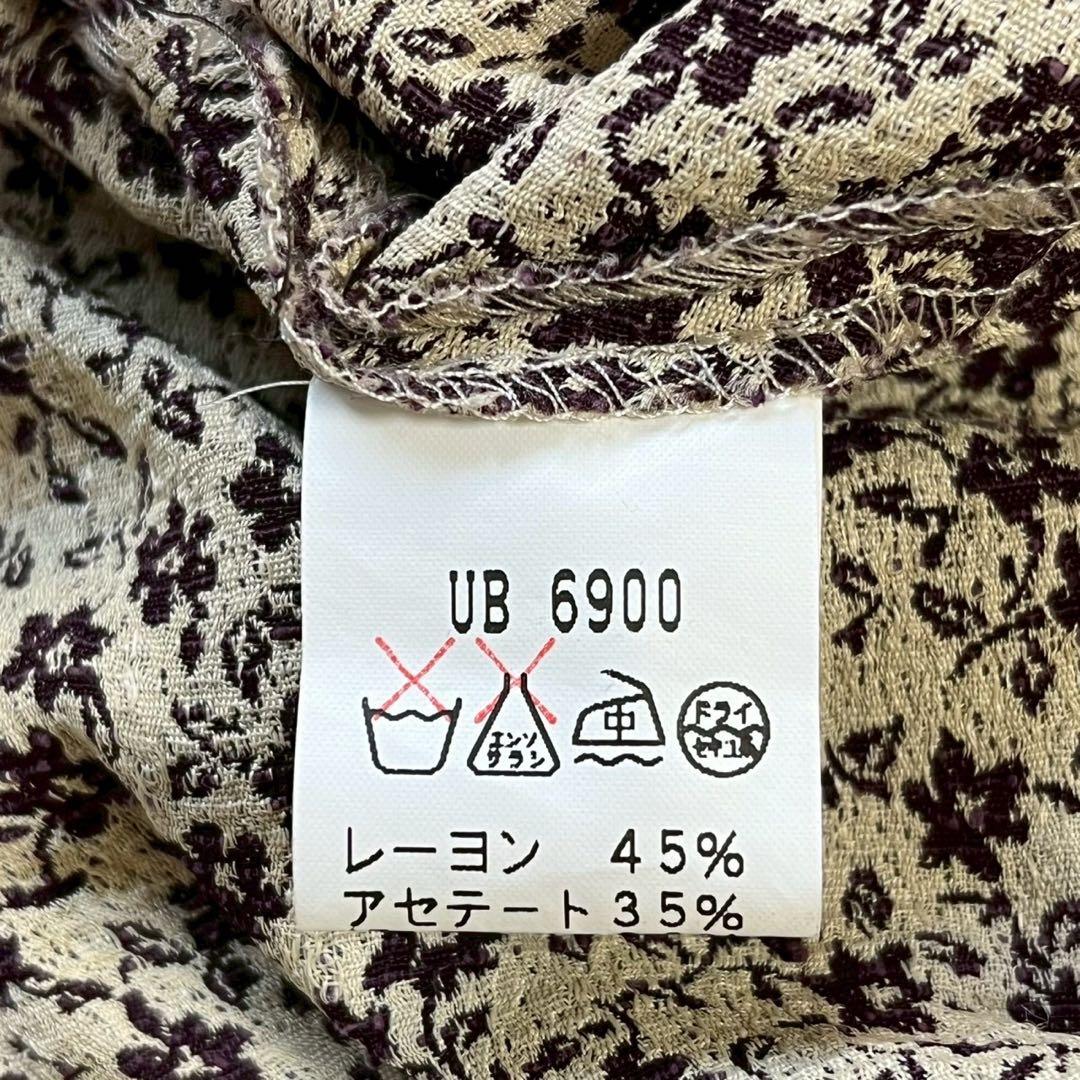 UB 6900
エンソ
サラシ
中
ドライ
セキユ系
レーヨン 45%
アセテート35%